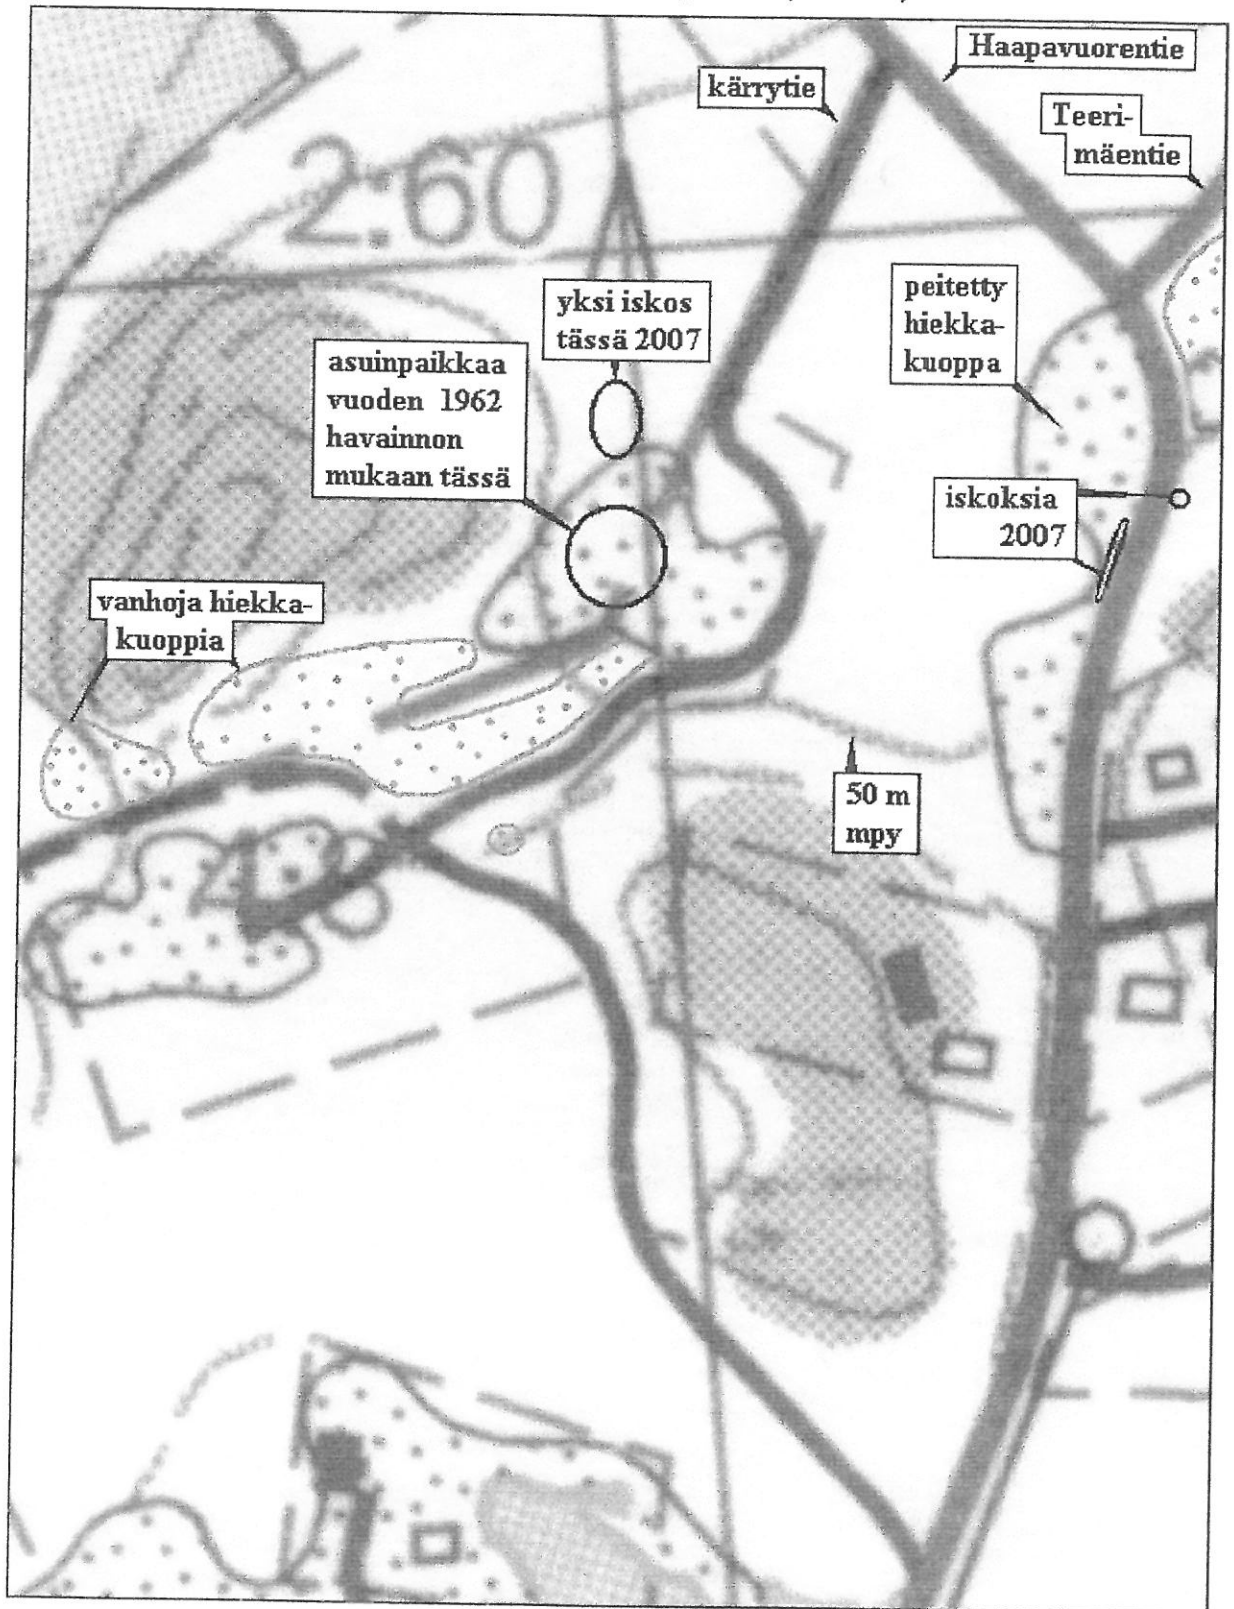 Haapavuorentie
kärrytie
Teeri-
mäentie
2.60
yksi iskos
tässä 2007
peitetty
hiekka-
kuoppa
asuinpaikkaa
vuoden 1962
havainnon
mukaan tässä
iskoksia
2007
vanhoja hiekka-
kuoppia
50 m
mpy